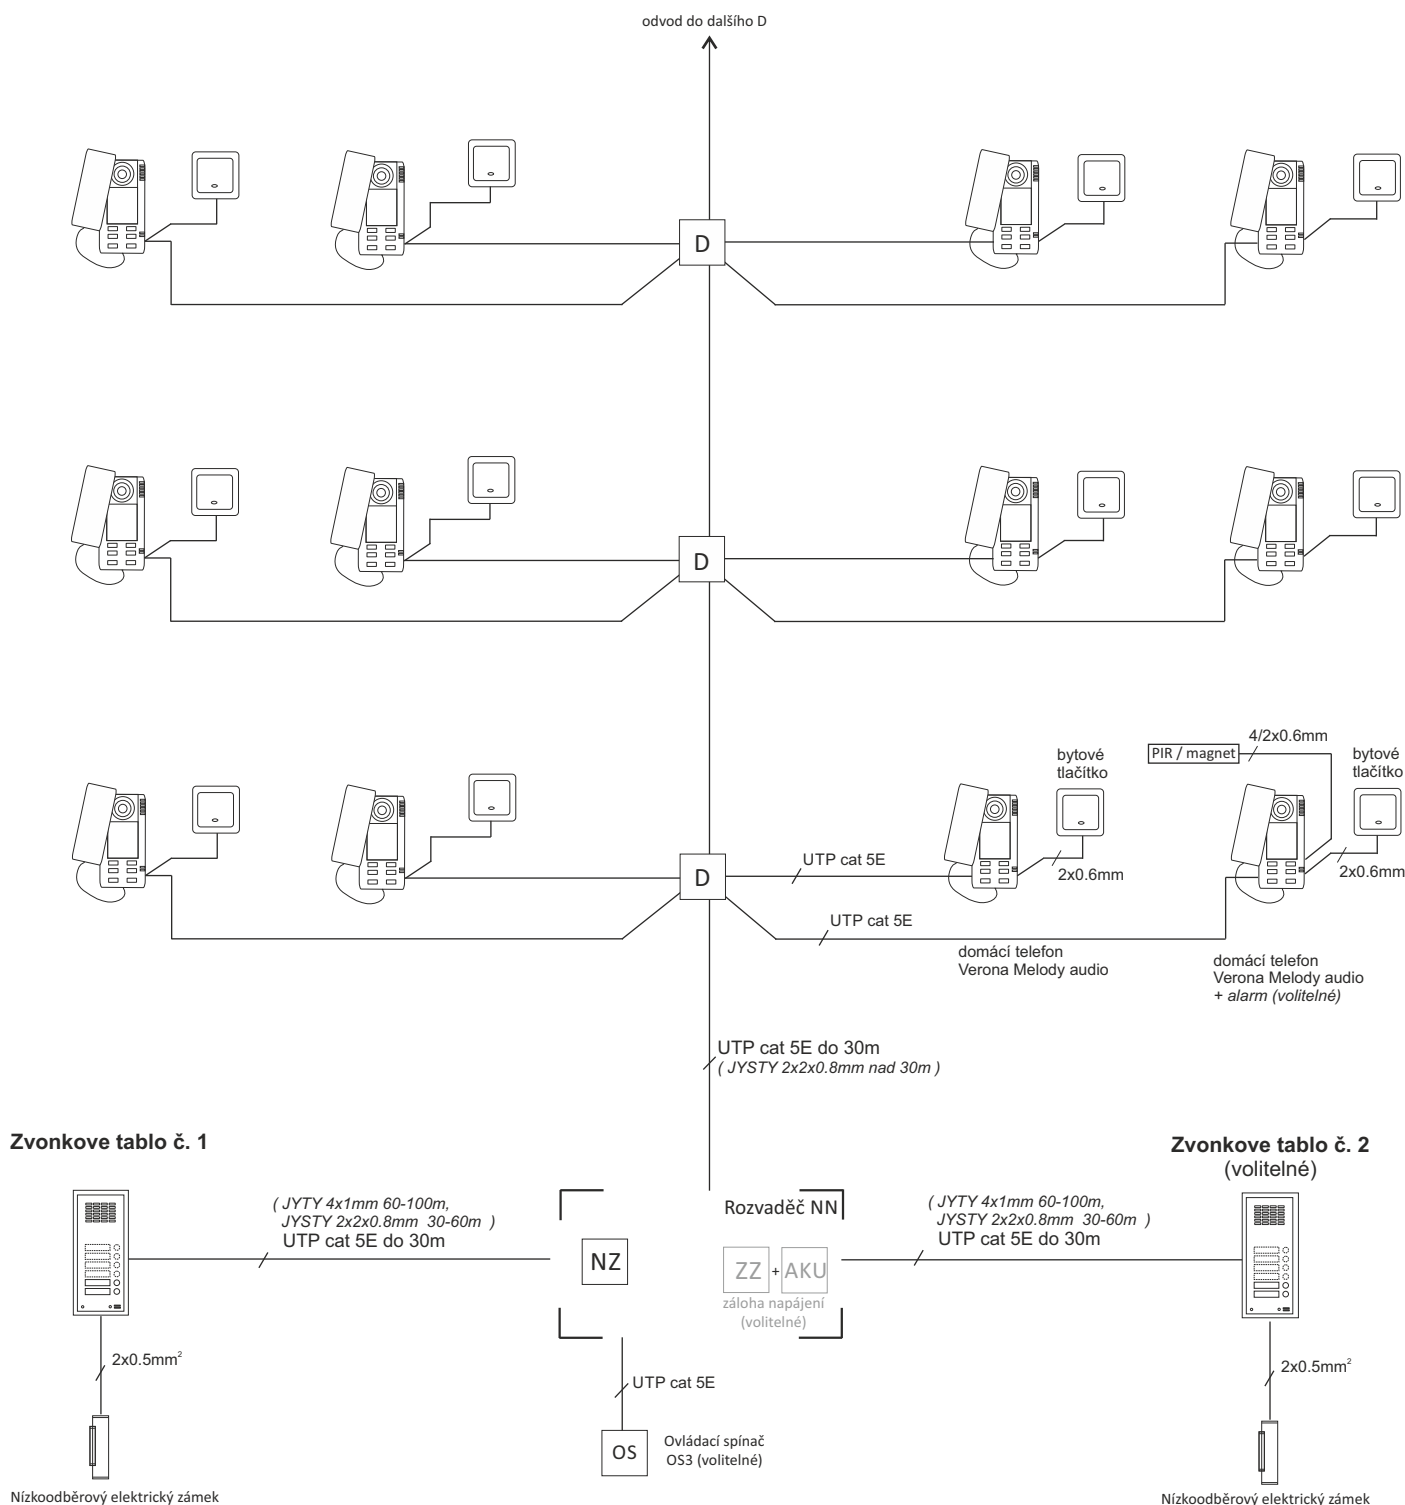 odvod do dalšího D
D
D
PIR / magnet
4/2x0.6mm
bytové
tlačítko
bytové
tlačítko
D
UTP cat 5E
2x0.6mm
2x0.6mm
UTP cat 5E
domácí telefon
Verona Melody audio
domácí telefon
Verona Melody audio
+ alarm (volitelné)
UTP cat 5E do 30m
( JYSTY 2x2x0.8mm nad 30m )
Zvonkove tablo č. 1
Zvonkove tablo č. 2
(volitelné)
( JYTY 4x1mm 60-100m,
JYSTY 2x2x0.8mm 30-60m )
UTP cat 5E do 30m
Rozvaděč NN
NZ
ZZ + AKU
záloha napájení
(volitelné)
( JYTY 4x1mm 60-100m,
JYSTY 2x2x0.8mm 30-60m )
UTP cat 5E do 30m
2x0.5mm²
2x0.5mm²
UTP cat 5E
OS
Ovládací spínač
OS3 (volitelné)
Nízkoodběrový elektrický zámek
Nízkoodběrový elektrický zámek